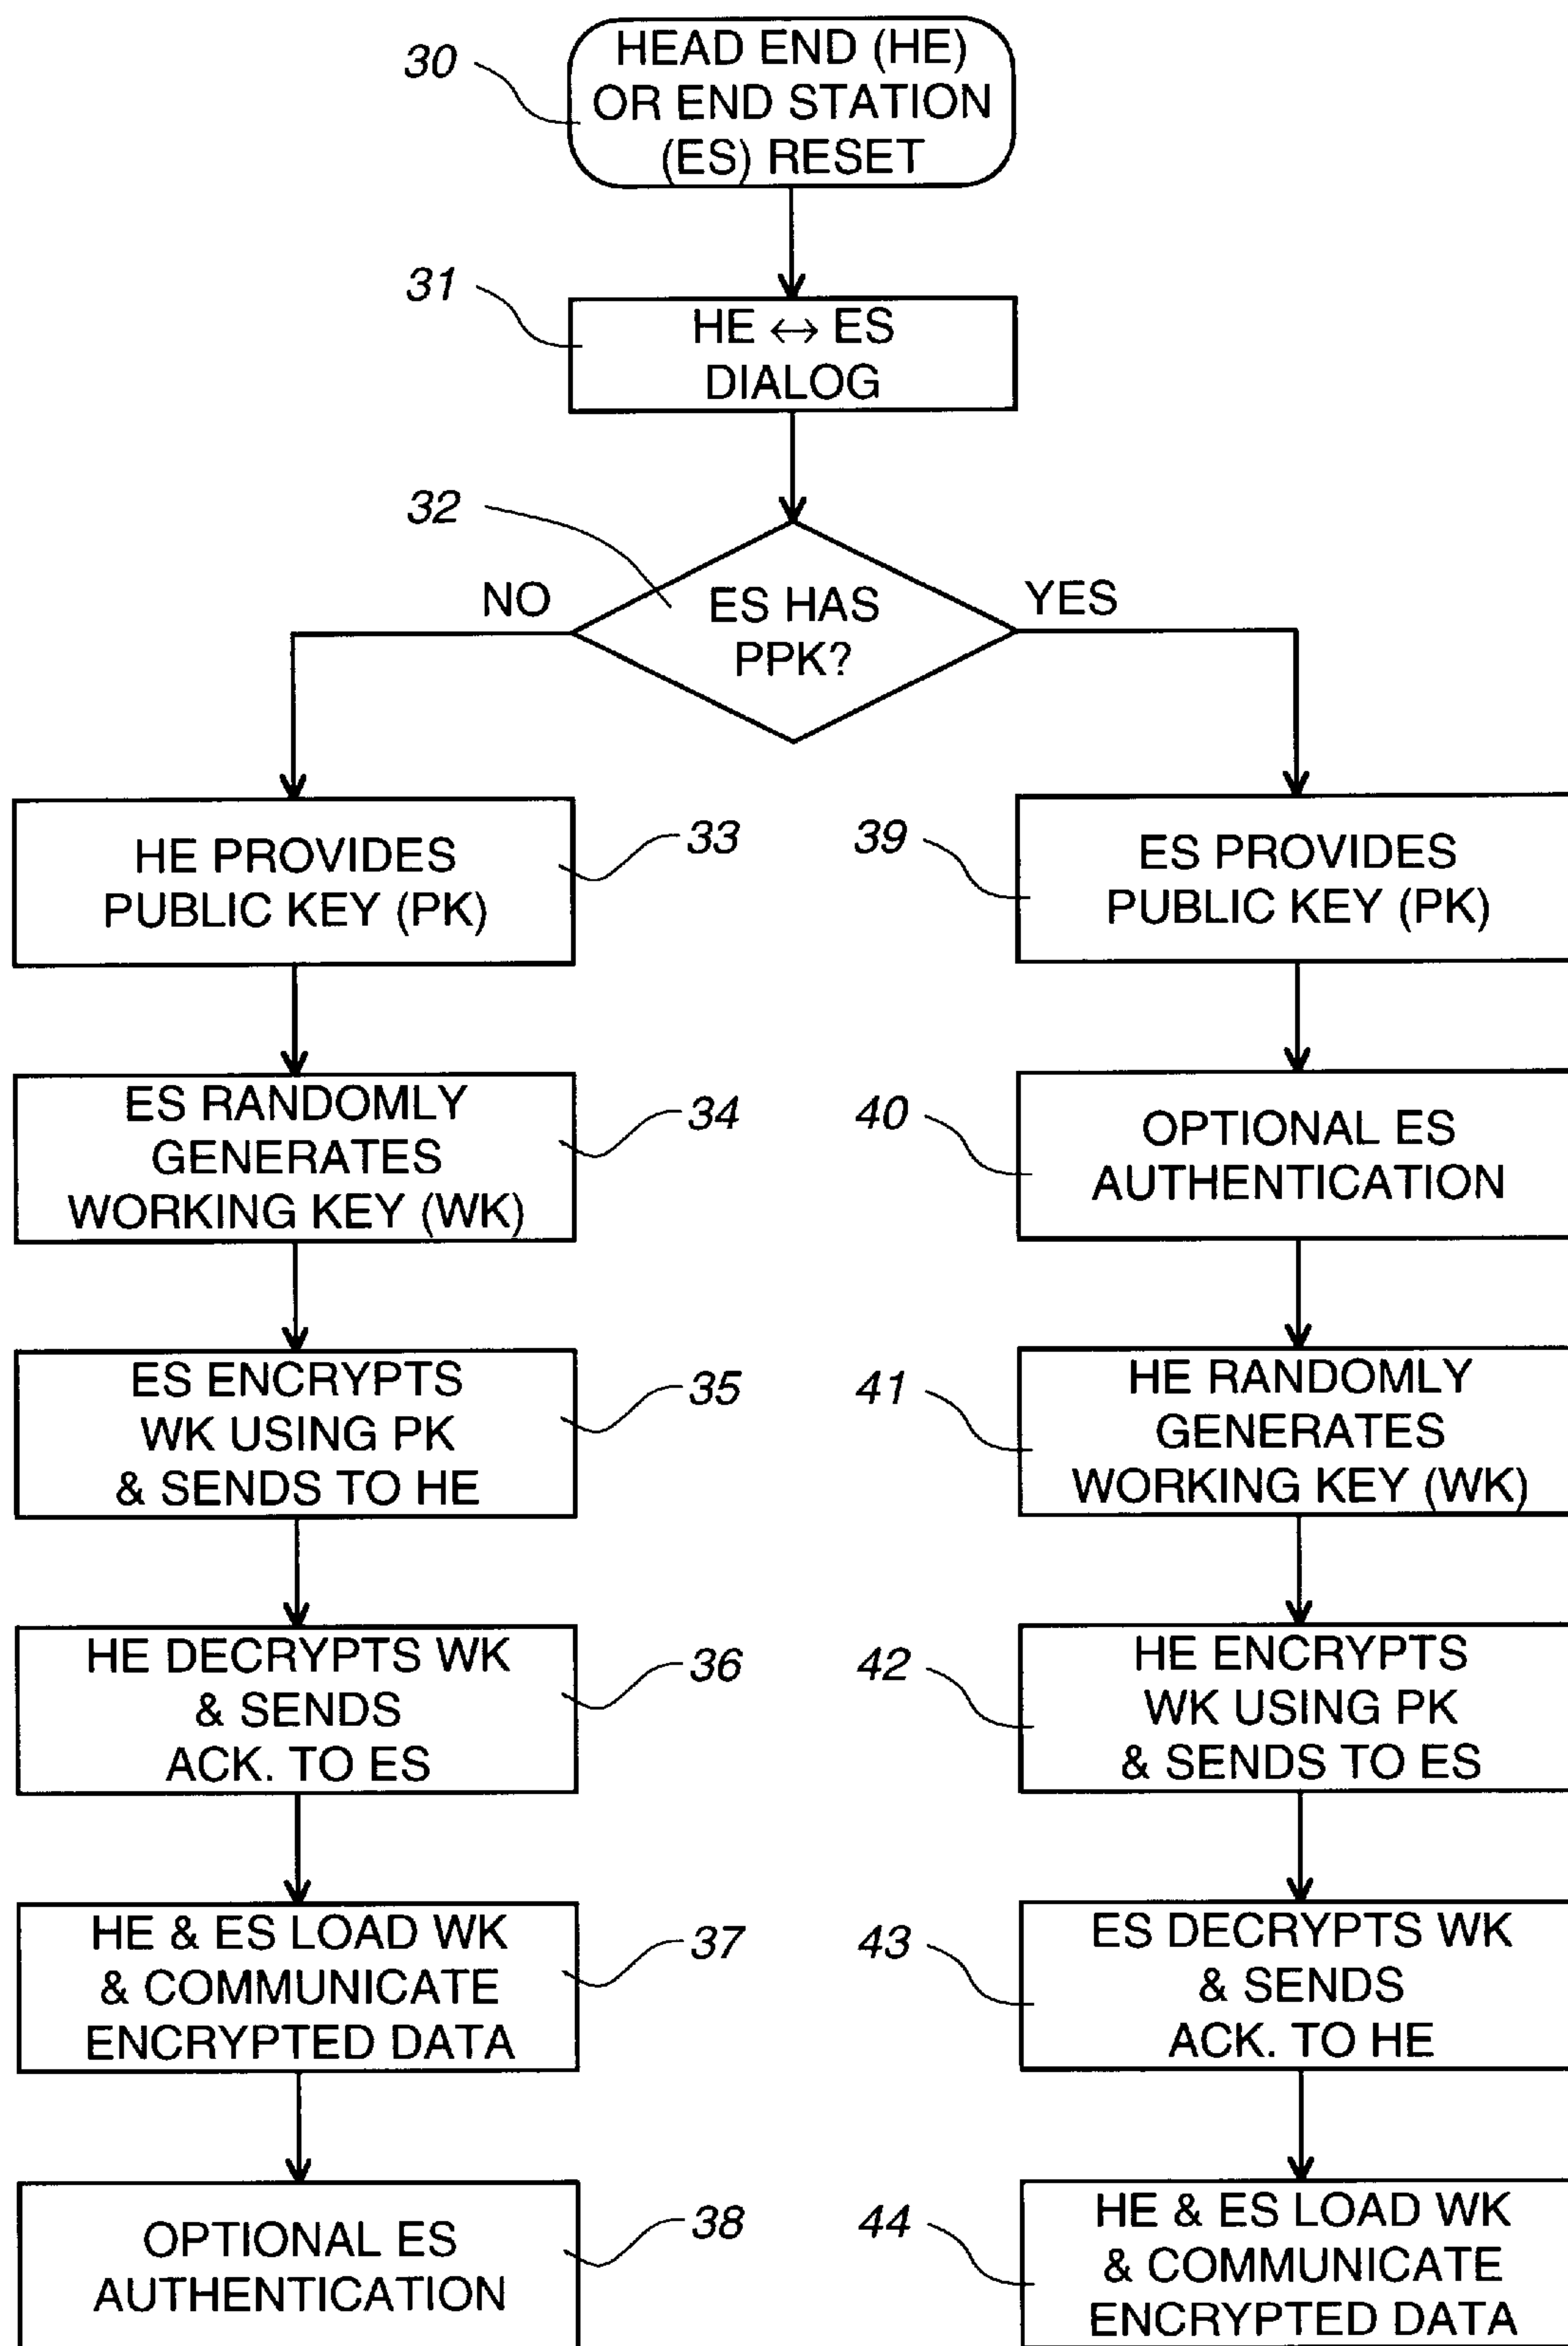 30
HEAD END (HE)
OR END STATION
(ES) RESET
31
HE ↔ ES
DIALOG
32
NO
ES HAS
PPK?
YES
HE PROVIDES
PUBLIC KEY (PK)
33
ES RANDOMLY
GENERATES
WORKING KEY (WK)
34
ES ENCRYPTS
WK USING PK
& SENDS TO HE
35
HE DECRYPTS WK
& SENDS
ACK. TO ES
36
HE & ES LOAD WK
& COMMUNICATE
ENCRYPTED DATA
37
OPTIONAL ES
AUTHENTICATION
38
39
ES PROVIDES
PUBLIC KEY (PK)
40
OPTIONAL ES
AUTHENTICATION
41
HE RANDOMLY
GENERATES
WORKING KEY (WK)
42
HE ENCRYPTS
WK USING PK
& SENDS TO ES
43
ES DECRYPTS WK
& SENDS
ACK. TO HE
44
HE & ES LOAD WK
& COMMUNICATE
ENCRYPTED DATA